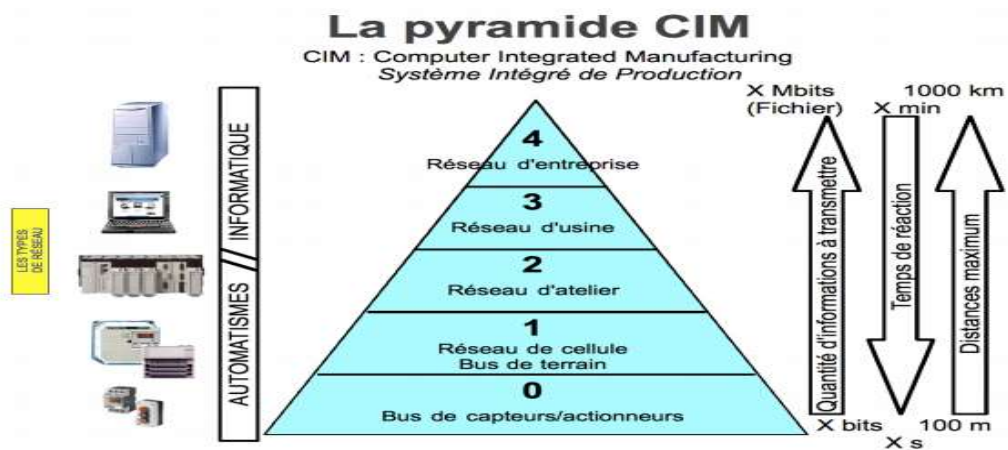 La pyramide CIM
CIM : Computer Integrated Manufacturing
Système Intégré de Production
LES TYPES
DE RÉSEAU
INFORMATIQUE
AUTOMATISMES
4
Réseau d'entreprise
3
Réseau d'usine
2
Réseau d'atelier
1
Réseau de cellule
Bus de terrain
0
Bus de capteurs/actionneurs
X Mbits
(Fichier)
X min
1000 km
Quantité d'informations à transmettre
Temps de réaction
Distances maximum
X bits
X s
100 m